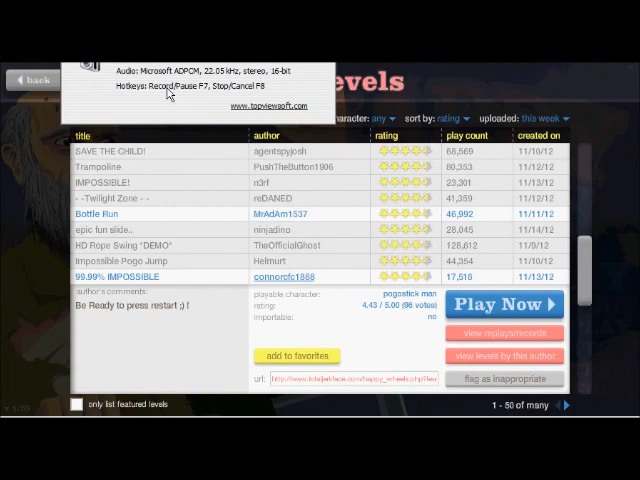 Audio: Microsoft ADPCM, 22.05 kHz, stereo, 16-bit
Hotkeys: Record/Pause F7, Stop/Cancel F8
www.topviewsoft.com
back
evels
character: any sort by: rating uploaded: this week
title author rating play count created on
SAVE THE CHILD! agentspyjosh 68,569 11/10/12
Trampoline PushTheButton1906 80,353 11/12/12
IMPOSSIBLE! n3rf 23,301 11/13/12
- -Twilight Zone - - reDANED 41,359 11/12/12
Bottle Run MrAdAm1537 46,992 11/11/12
epic fun slide.. ninjadino 28,045 11/14/12
HD Rope Swing *DEMO* TheOfficialGhost 128,612 11/9/12
Impossible Pogo Jump Helmurt 44,354 11/10/12
99.99% IMPOSSIBLE connorcfc1888 17,516 11/13/12
author's comments:
Be Ready to press restart ;) !
playable character: pogostick man
rating: 4.43 / 5.00 (96 votes)
importable: no
Play Now
view replays/records
add to favorites
view levels by this author
url: http://www.totaljerkface.com/happy_wheels.php?lev
flag as inappropriate
only list featured levels
1 - 50 of many